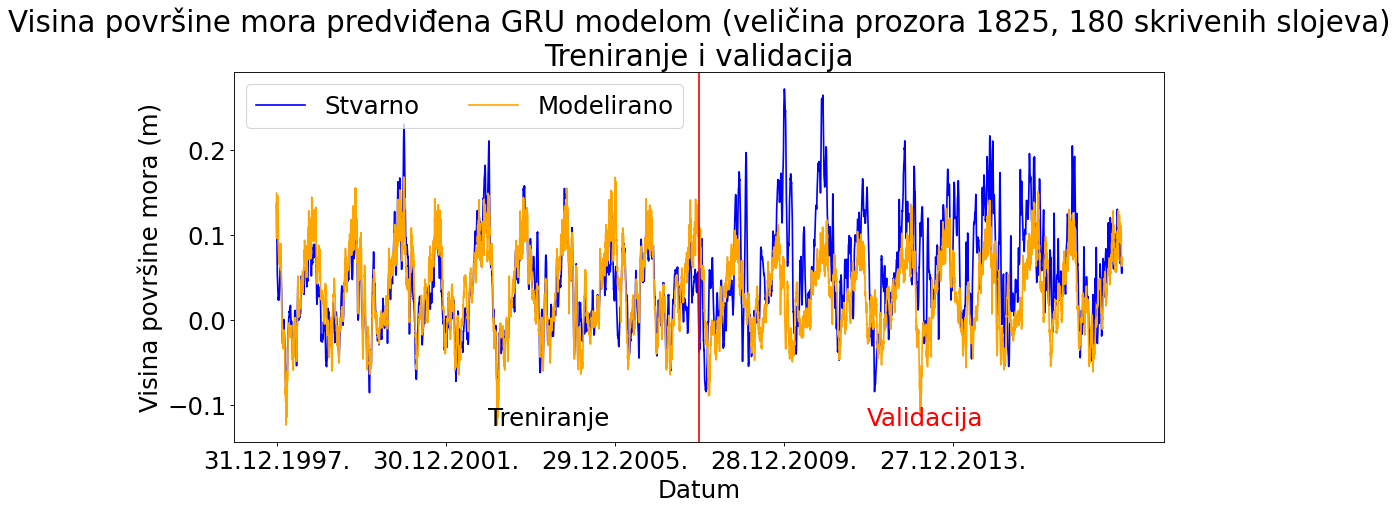 Visina površine mora predviđena GRU modelom (veličina prozora 1825, 180 skrivenih slojeva)
Treniranje i validacija
Stvarno
Modelirano
Visina površine mora (m)
0.2
0.1
0.0
−0.1
Treniranje
Validacija
31.12.1997.
30.12.2001.
29.12.2005.
28.12.2009.
27.12.2013.
Datum